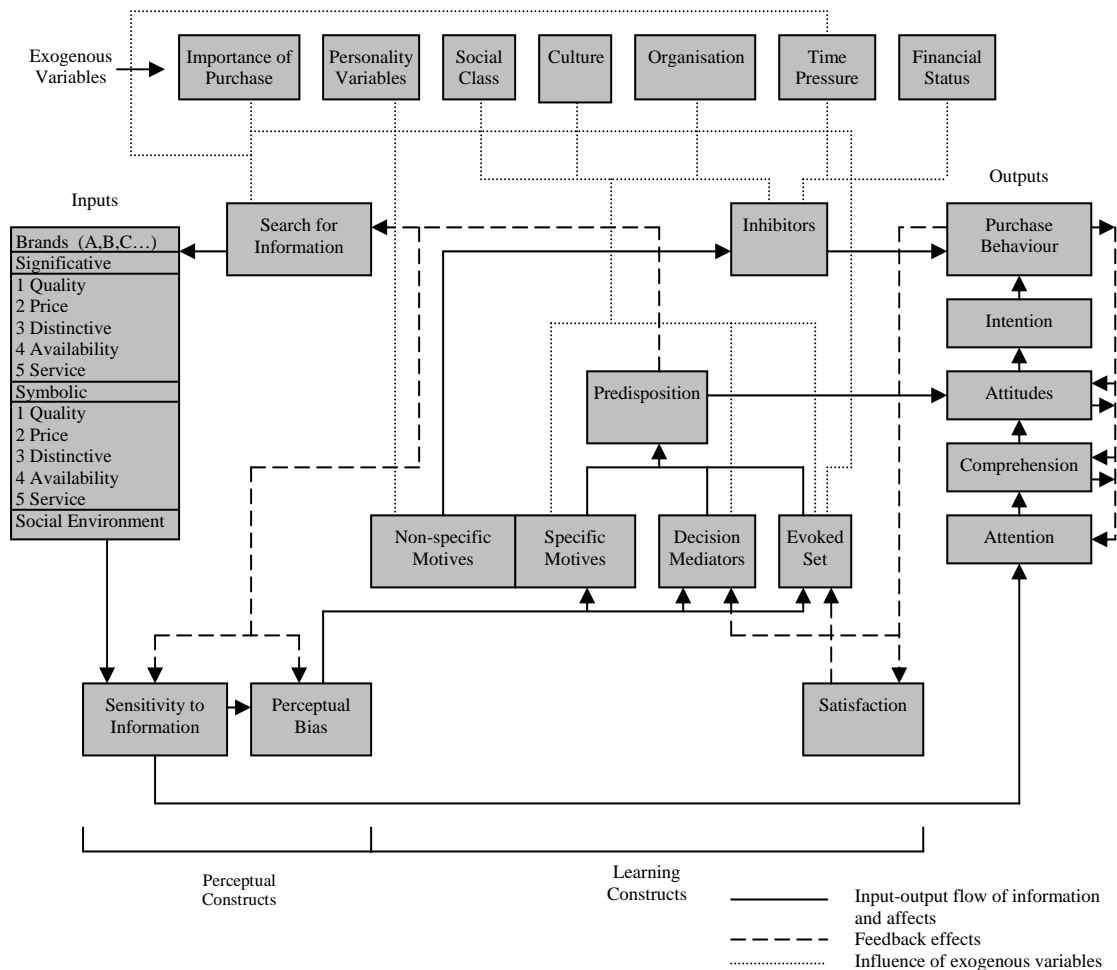 Exogenous
Variables
Importance of
Purchase
Personality
Variables
Social
Class
Culture
Organisation
Time
Pressure
Financial
Status
Inputs
Outputs
Brands (A,B,C…)
Significative
1 Quality
2 Price
3 Distinctive
4 Availability
5 Service
Symbolic
1 Quality
2 Price
3 Distinctive
4 Availability
5 Service
Social Environment
Search for
Information
Inhibitors
Purchase
Behaviour
Intention
Predisposition
Attitudes
Comprehension
Non-specific
Motives
Specific
Motives
Decision
Mediators
Evoked
Set
Attention
Sensitivity to
Information
Perceptual
Bias
Satisfaction
Perceptual
Constructs
Learning
Constructs
Input-output flow of information
and affects
Feedback effects
Influence of exogenous variables